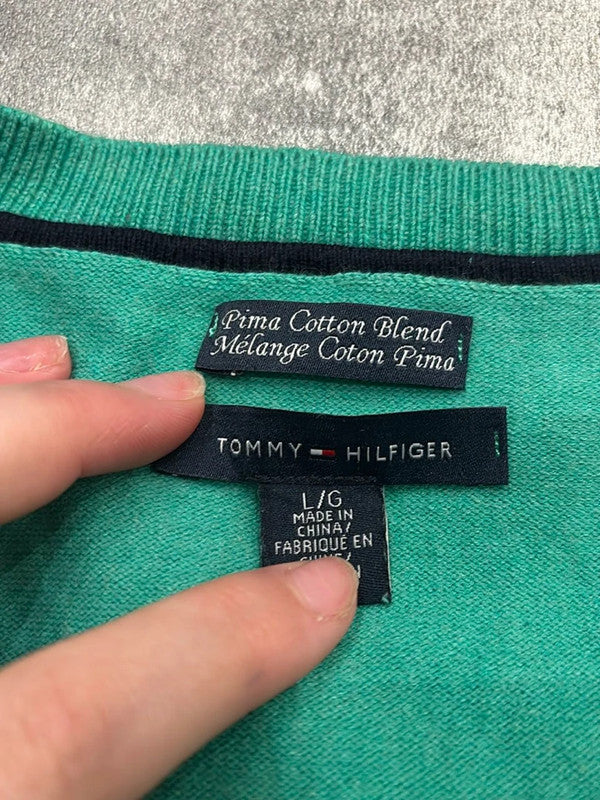 Pima Cotton Blend
Mélange Coton Pima
TOMMY HILFIGER
L/G
MADE IN
CHINA/
FABRIQUÉ EN